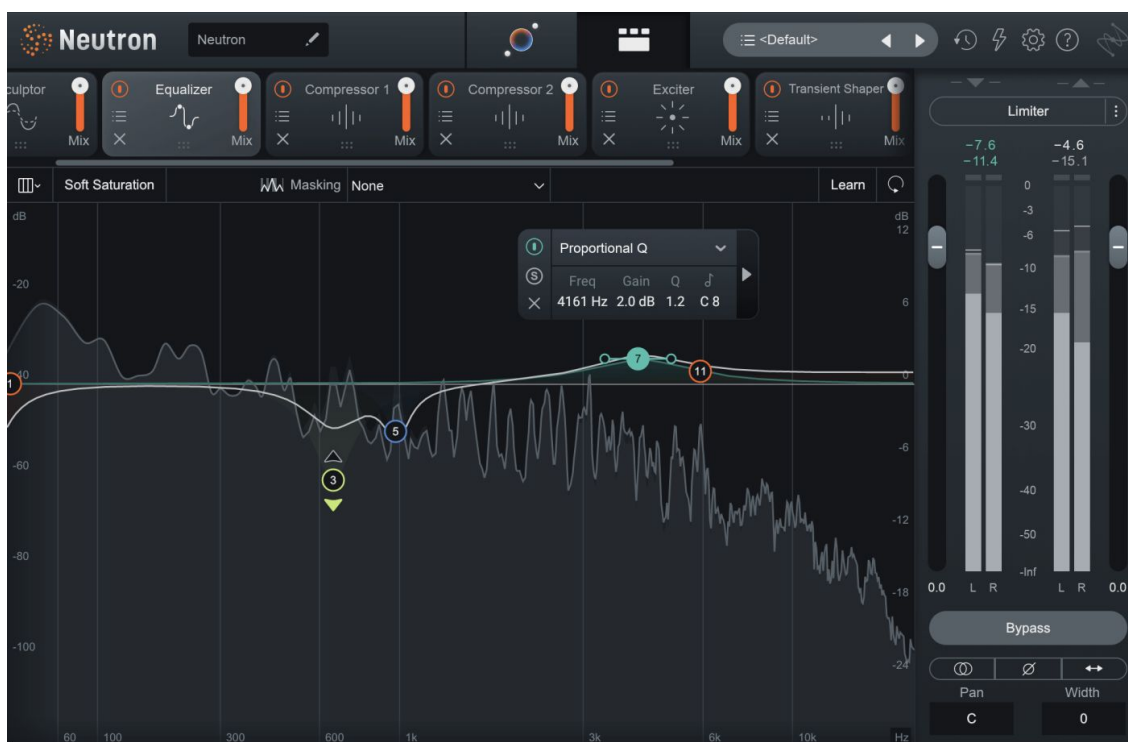 Neutron
Neutron
<Default>
culptor
Mix
Equalizer
Mix
Compressor 1
Mix
Compressor 2
Mix
Exciter
Mix
Transient Shaper
Mix
Limiter
-7.6
-11.4
-4.6
-15.1
Soft Saturation
Masking
None
Learn
dB
dB
12
-20
6
-40
0
-60
-6
-12
-80
-18
-100
-24
Proportional Q
S
Freq Gain Q
4161 Hz 2.0 dB 1.2 C 8
1
3
5
7
11
60 100 300 600 1k 3k 6k 10k Hz
0
-3
-6
-10
-15
-20
-30
-40
-50
-Inf
0.0 L R L R 0.0
Bypass
Pan Width
C 0